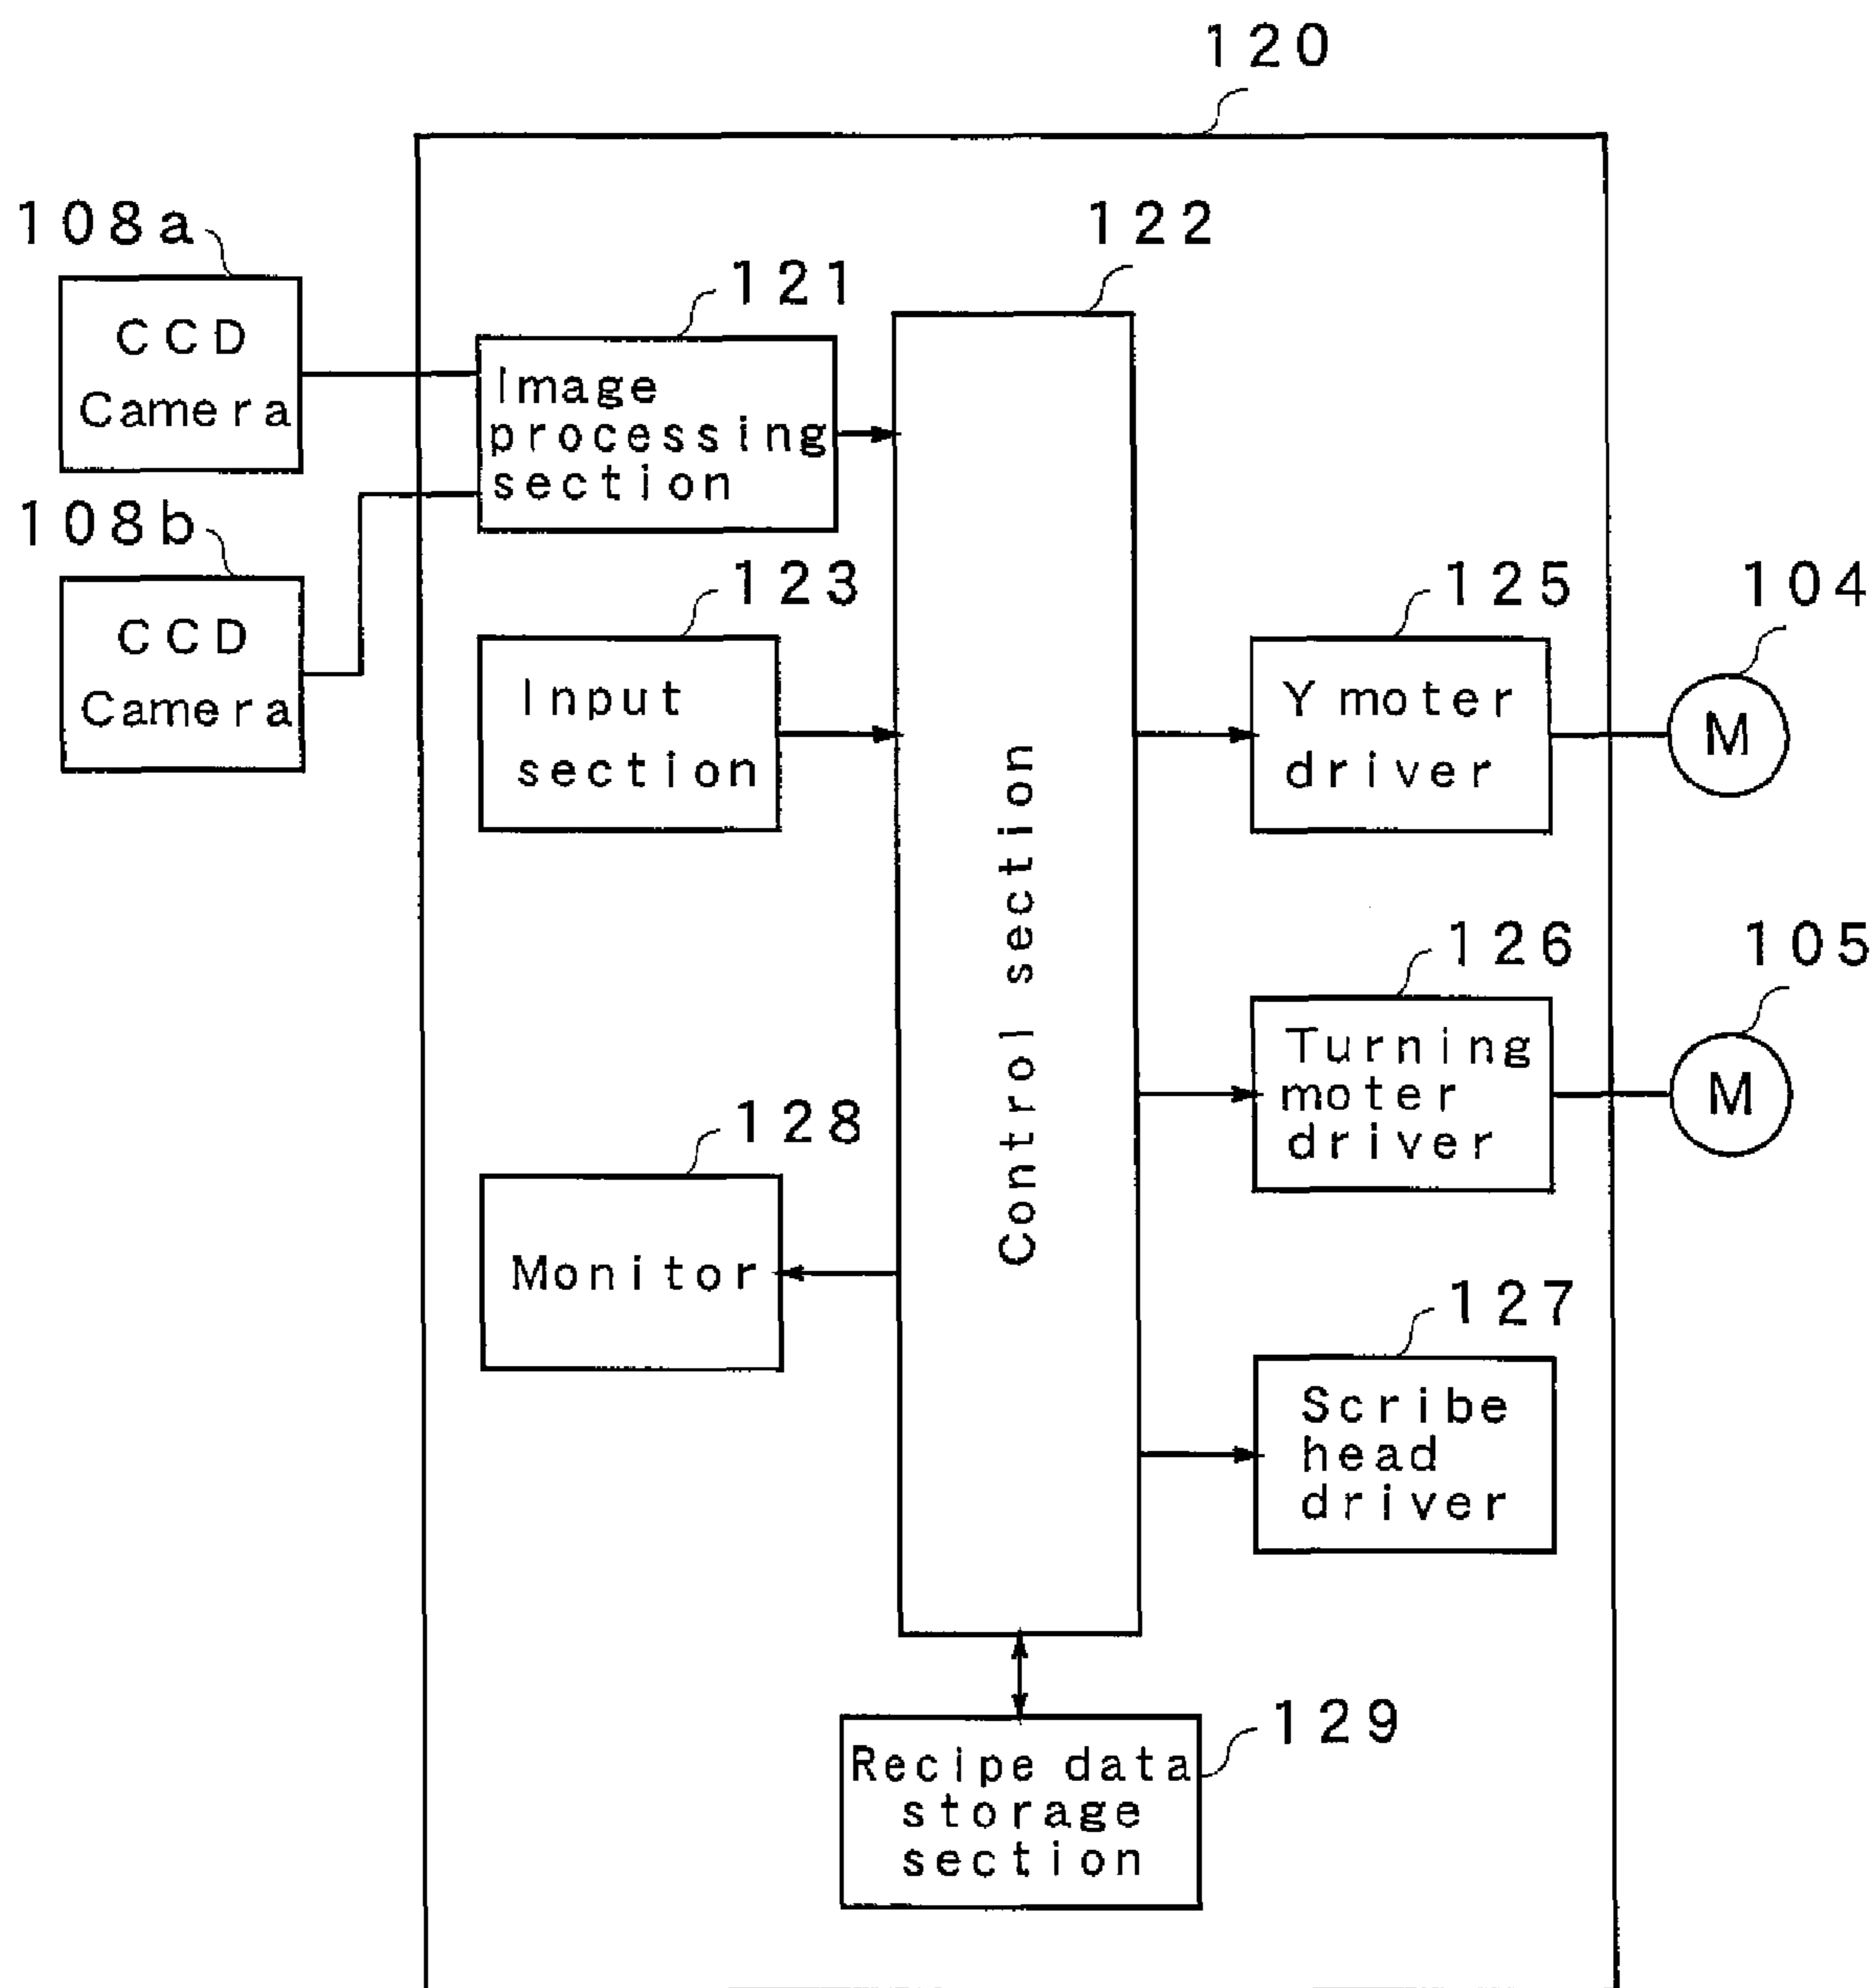 120
108a
CCD
Camera
122
121
Image
processing
section
108b
CCD
Camera
123
Input
section
Control section
125
Y moter
driver
104
M
126
Turning
moter
driver
105
M
128
Monitor
127
Scribe
head
driver
129
Recipe data
storage
section